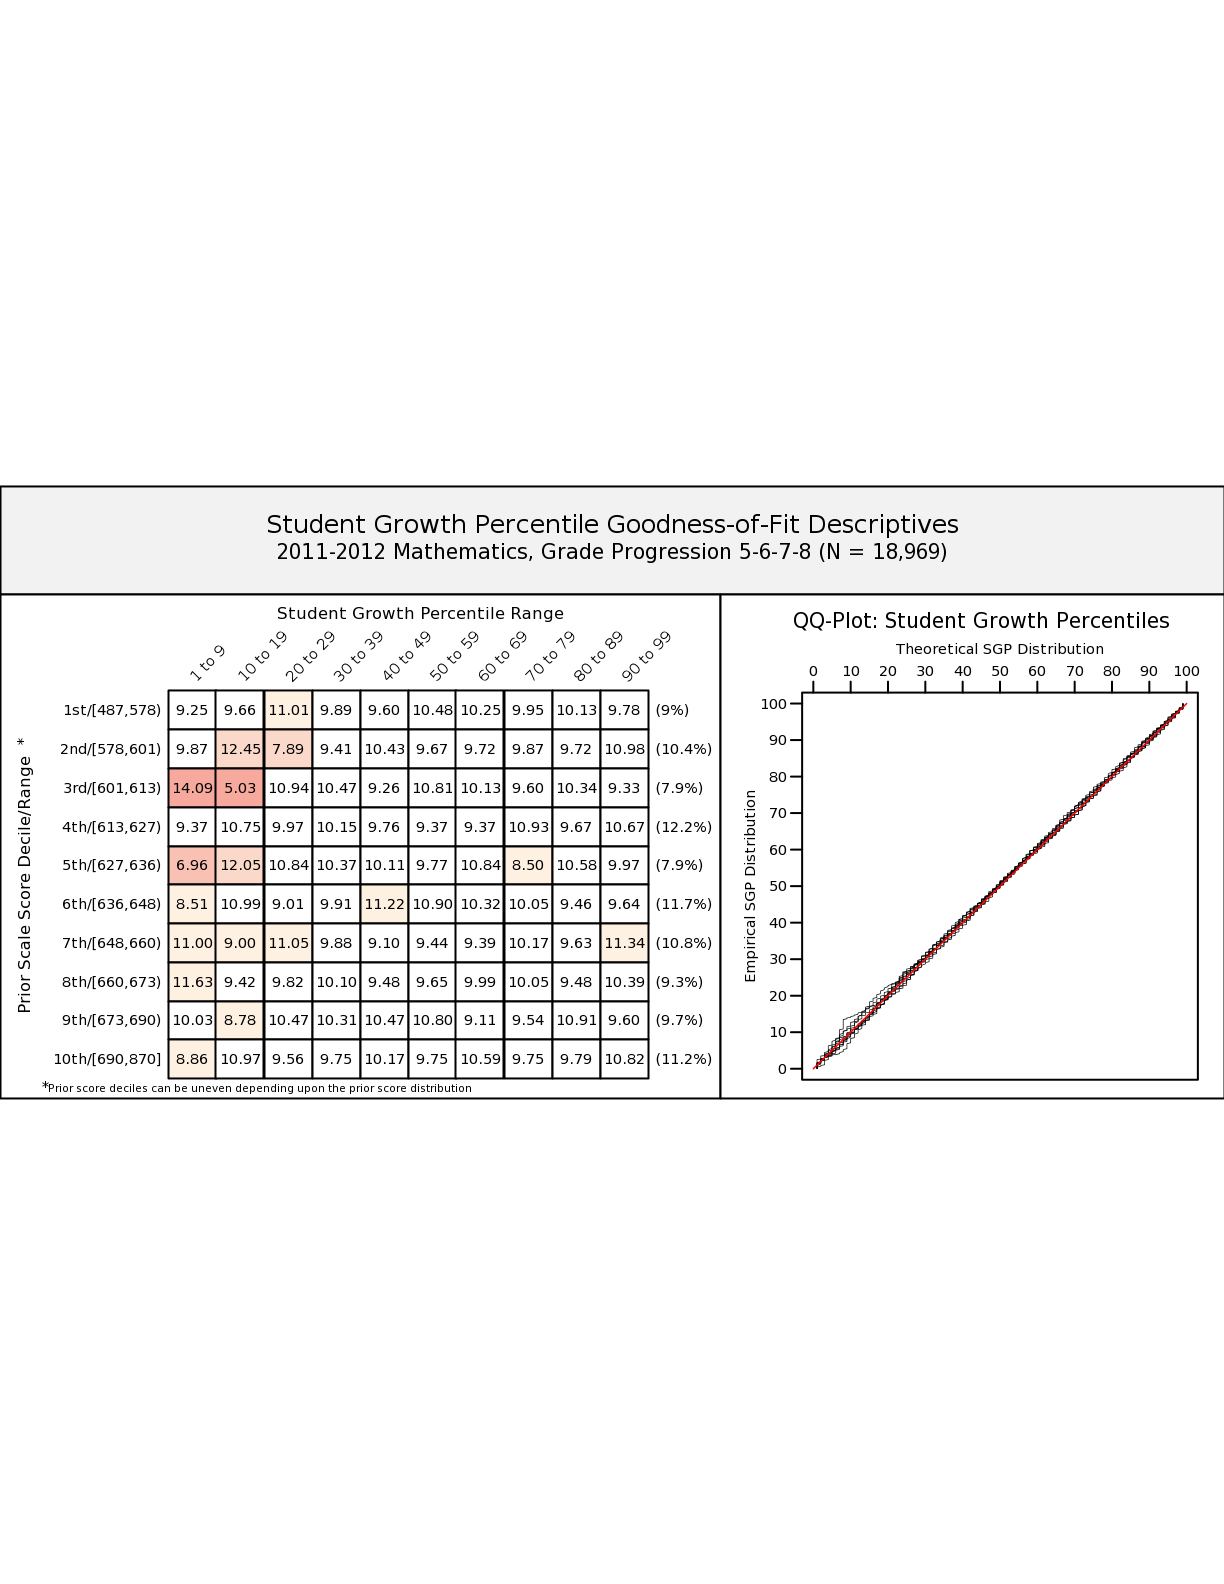 Student Growth Percentile Goodness-of-Fit Descriptives
2011-2012 Mathematics, Grade Progression 5-6-7-8 (N = 18,969)
Student Growth Percentile Range
1 to 9 10 to 19 20 to 29 30 to 39 40 to 49 50 to 59 60 to 69 70 to 79 80 to 89 90 to 99
Prior Scale Score Decile/Range *
1st/[487,578) 9.25 9.66 11.01 9.89 9.60 10.48 10.25 9.95 10.13 9.78 (9%)
2nd/[578,601) 9.87 12.45 7.89 9.41 10.43 9.67 9.72 9.87 9.72 10.98 (10.4%)
3rd/[601,613) 14.09 5.03 10.94 10.47 9.26 10.81 10.13 9.60 10.34 9.33 (7.9%)
4th/[613,627) 9.37 10.75 9.97 10.15 9.76 9.37 9.37 10.93 9.67 10.67 (12.2%)
5th/[627,636) 6.96 12.05 10.84 10.37 10.11 9.77 10.84 8.50 10.58 9.97 (7.9%)
6th/[636,648) 8.51 10.99 9.01 9.91 11.22 10.90 10.32 10.05 9.46 9.64 (11.7%)
7th/[648,660) 11.00 9.00 11.05 9.88 9.10 9.44 9.39 10.17 9.63 11.34 (10.8%)
8th/[660,673) 11.63 9.42 9.82 10.10 9.48 9.65 9.99 10.05 9.48 10.39 (9.3%)
9th/[673,690) 10.03 8.78 10.47 10.31 10.47 10.80 9.11 9.54 10.91 9.60 (9.7%)
10th/[690,870] 8.86 10.97 9.56 9.75 10.17 9.75 10.59 9.75 9.79 10.82 (11.2%)
*Prior score deciles can be uneven depending upon the prior score distribution
QQ-Plot: Student Growth Percentiles
Theoretical SGP Distribution
0 10 20 30 40 50 60 70 80 90 100
Empirical SGP Distribution
100
90
80
70
60
50
40
30
20
10
0